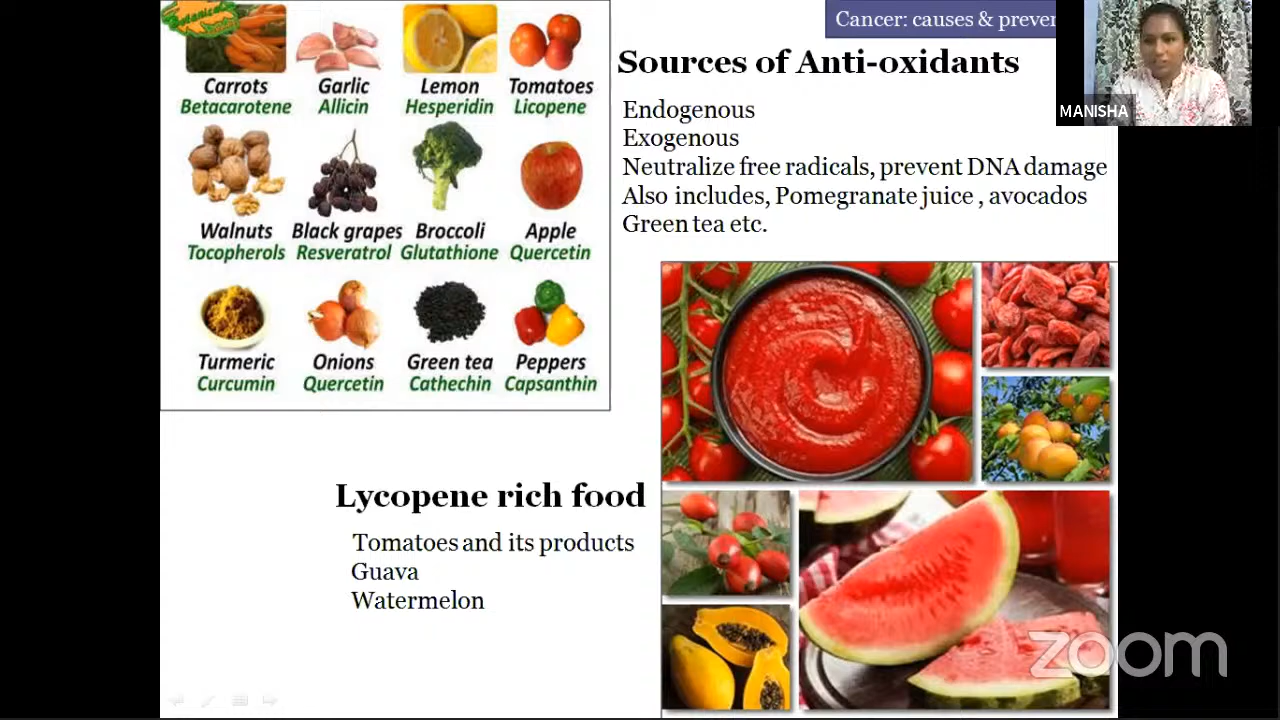 Botanical
Carrots
Betacarotene
Garlic
Allicin
Lemon
Hesperidin
Tomatoes
Licopene
Walnuts
Tocopherols
Black grapes
Resveratrol
Broccoli
Glutathione
Apple
Quercetin
Turmeric
Curcumin
Onions
Quercetin
Green tea
Cathechin
Peppers
Capsanthin
Cancer: causes & preven
Sources of Anti-oxidants
Endogenous
Exogenous
Neutralize free radicals, prevent DNA damage
Also includes, Pomegranate juice , avocados
Green tea etc.
MANISHA
Lycopene rich food
Tomatoes and its products
Guava
Watermelon
zoom